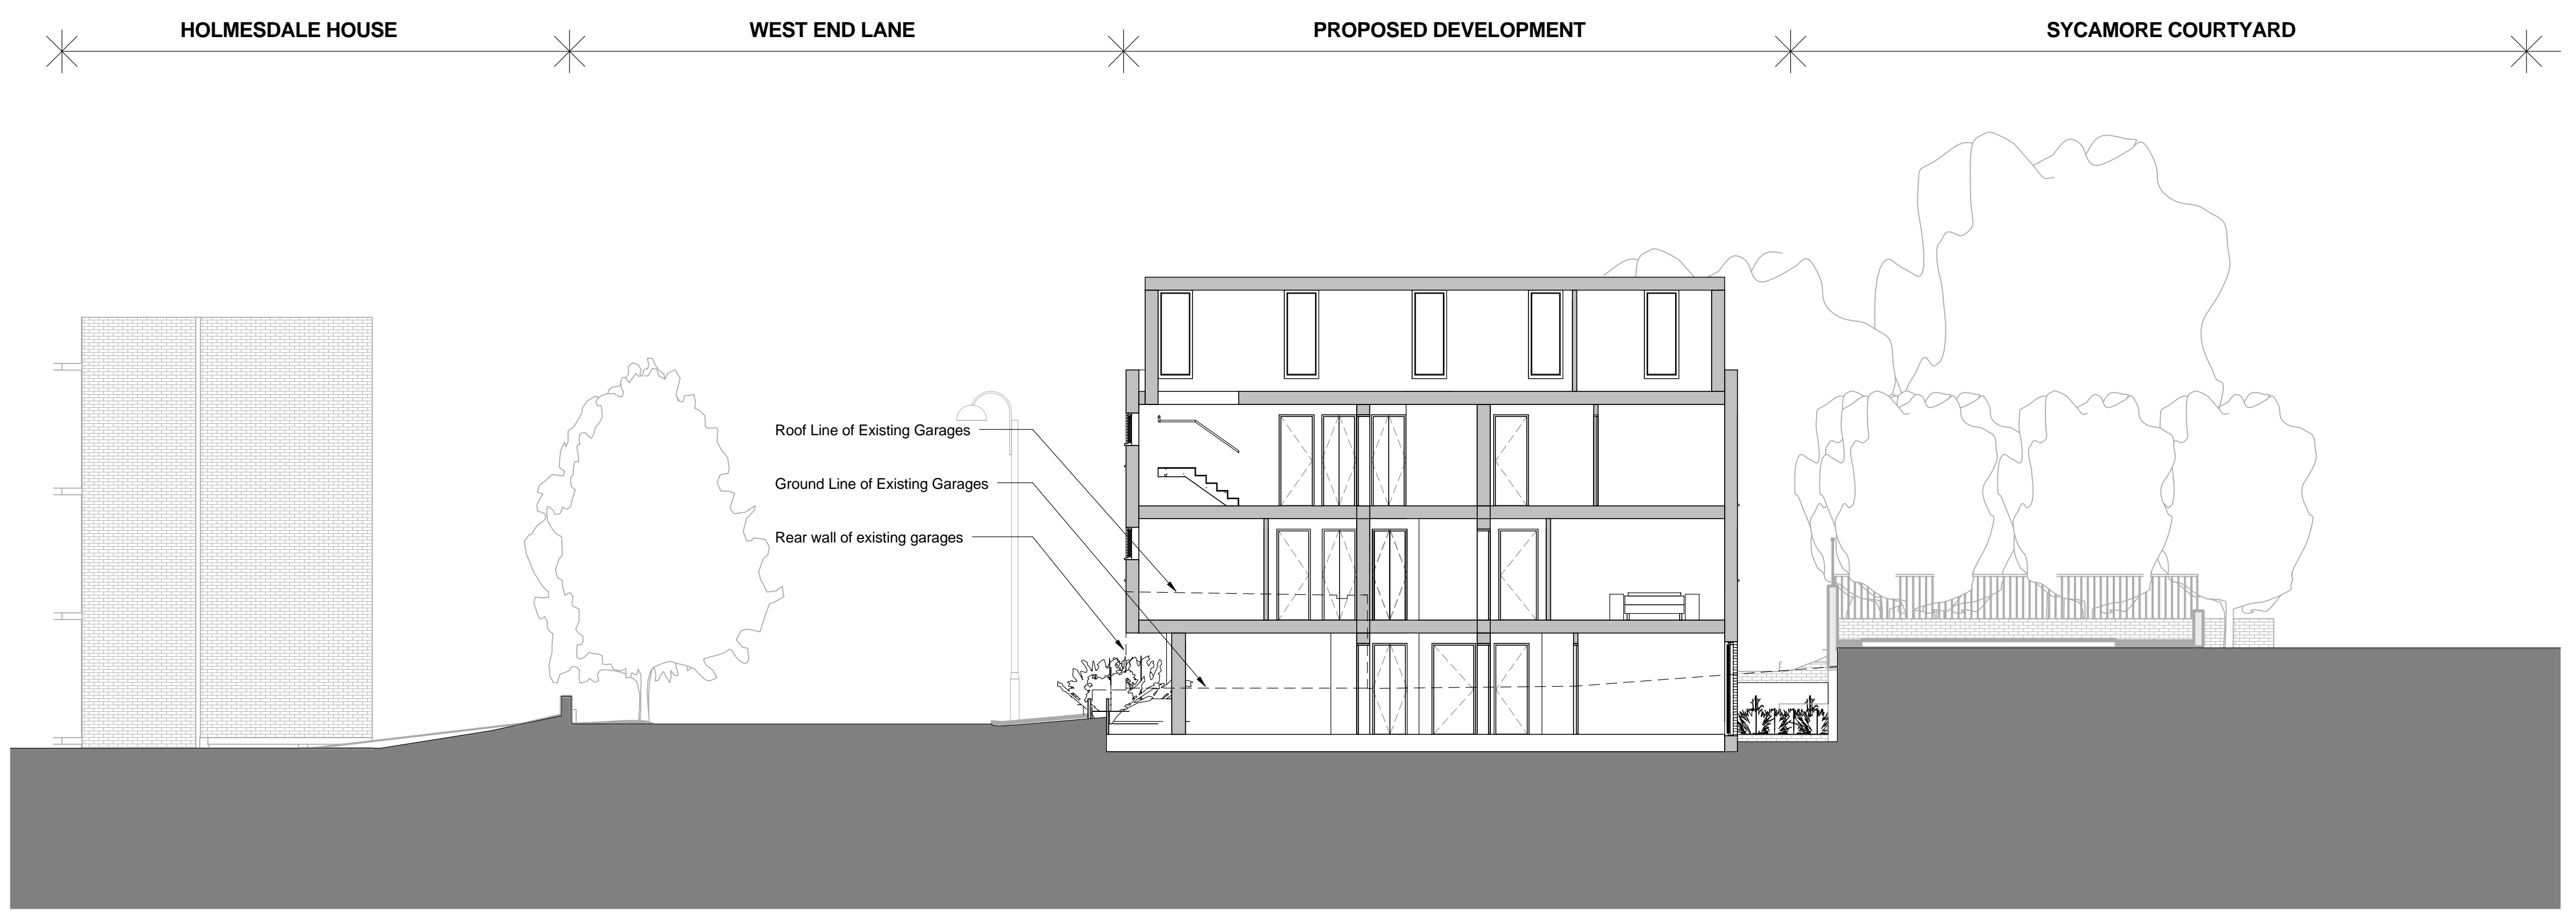 HOLMESDALE HOUSE
WEST END LANE
PROPOSED DEVELOPMENT
SYCAMORE COURTYARD
Roof Line of Existing Garages
Ground Line of Existing Garages
Rear wall of existing garages